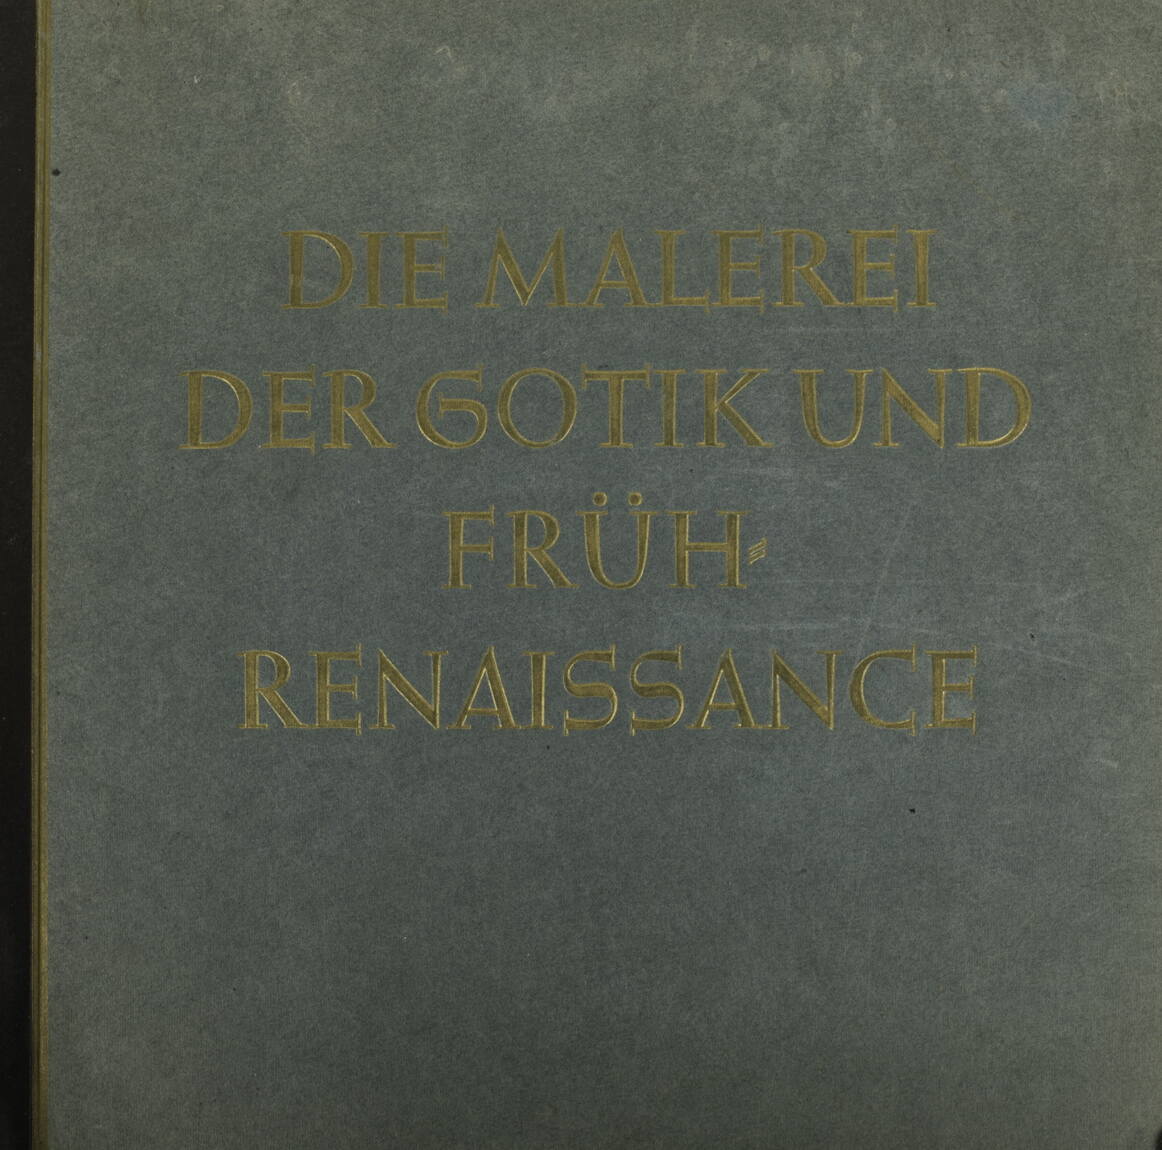 DIE MALEREI
DER GOTIK UND
FRÜH-
RENAISSANCE